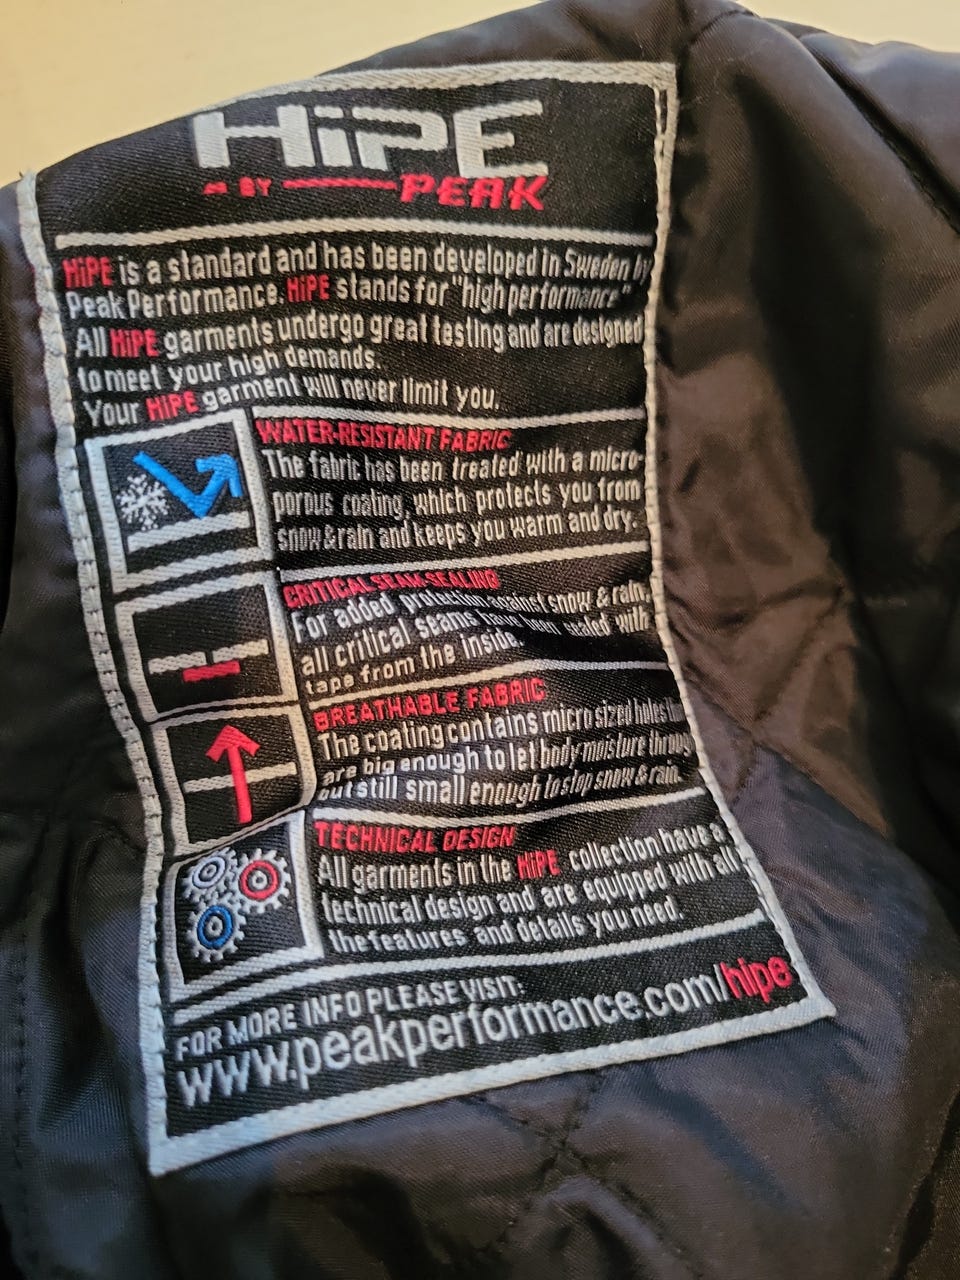 HiPE
BY PEAK
HiPE is a standard and has been developed in Sweden by
Peak Performance. HiPE stands for "high performance"
All HiPE garments undergo great testing and are designed
to meet your high demands.
Your HiPE garment will never limit you.
WATER-RESISTANT FABRIC
The fabric has been treated with a micro-
porous coating, which protects you from
snow & rain and keeps you warm and dry.
CRITICAL SEAM SEALING
For added protection against snow & rain,
all critical seams have been sealed with
tape from the inside.
BREATHABLE FABRIC
The coating contains micro sized holes
are big enough to let body moisture through
but still small enough to stop snow & rain.
TECHNICAL DESIGN
All garments in the HiPE collection have a
technical design and are equipped with all
the features and details you need.
FOR MORE INFO PLEASE VISIT:
www.peakperformance.com/hipe